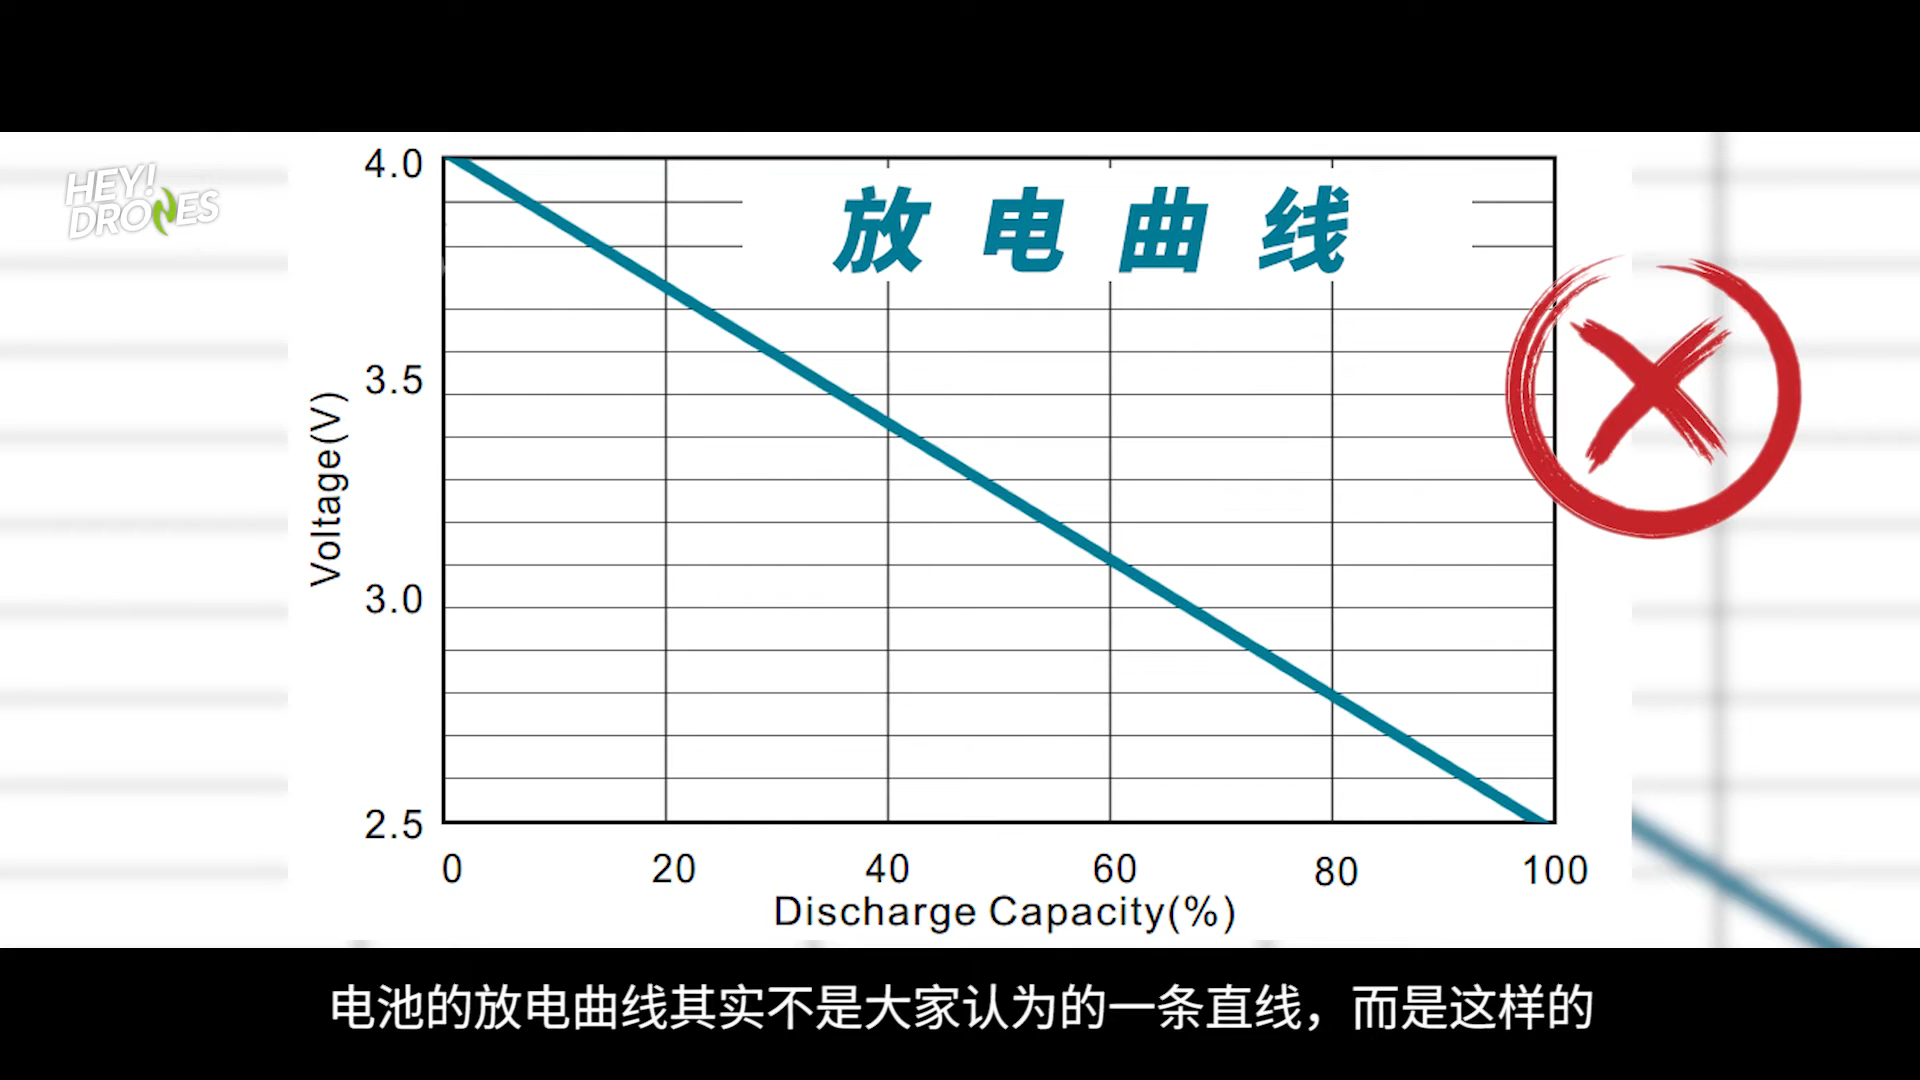 HEY!
DRONES
放电曲线
4.0
3.5
3.0
2.5
Voltage(V)
0 20 40 60 80 100
Discharge Capacity(%)
电池的放电曲线其实不是大家认为的一条直线，而是这样的